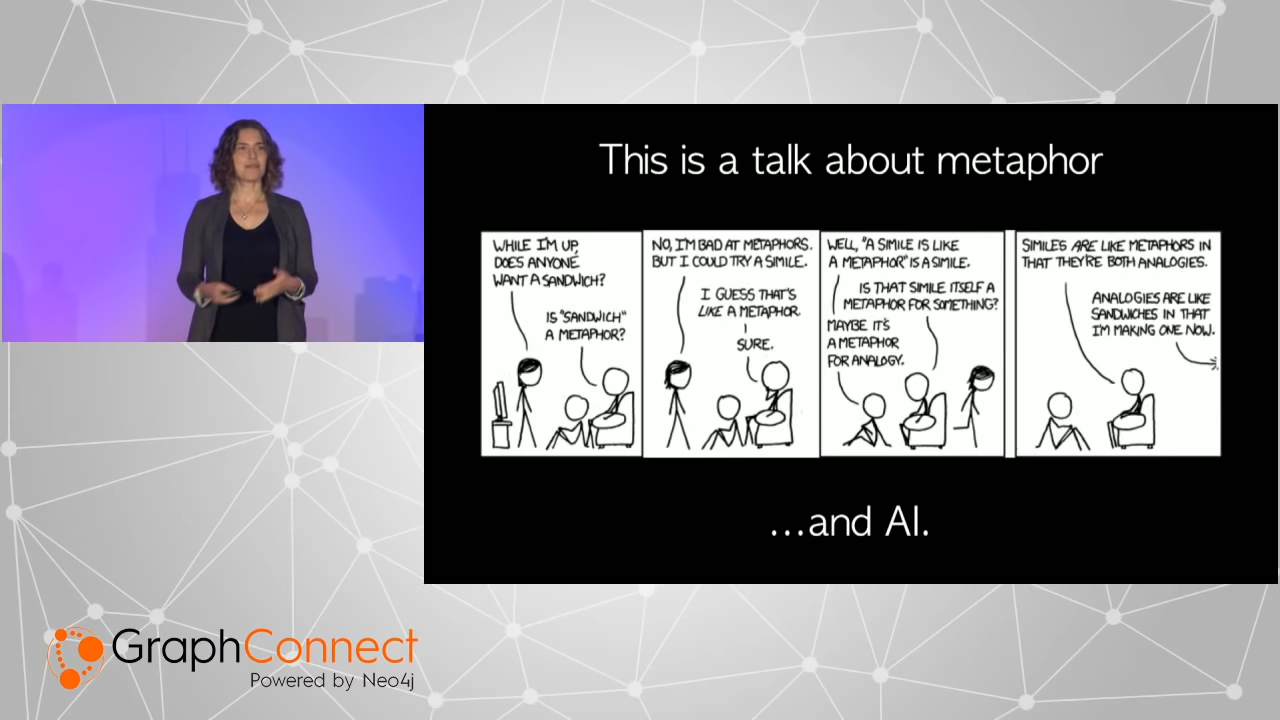 This is a talk about metaphor
WHILE I'M UP,
DOES ANYONE
WANT A SANDWICH?
IS "SANDWICH"
A METAPHOR?
NO, I'M BAD AT METAPHORS.
BUT I COULD TRY A SIMILE.
I GUESS THAT'S
LIKE A METAPHOR.
SURE.
WELL, "A SIMILE IS LIKE
A METAPHOR" IS A SIMILE.
IS THAT SIMILE ITSELF A
METAPHOR FOR SOMETHING?
MAYBE IT'S
A METAPHOR
FOR ANALOGY.
SIMILES ARE LIKE METAPHORS IN
THAT THEY'RE BOTH ANALOGIES.
ANALOGIES ARE LIKE
SANDWICHES IN THAT
I'M MAKING ONE NOW.
...and AI.
GraphConnect
Powered by Neo4j